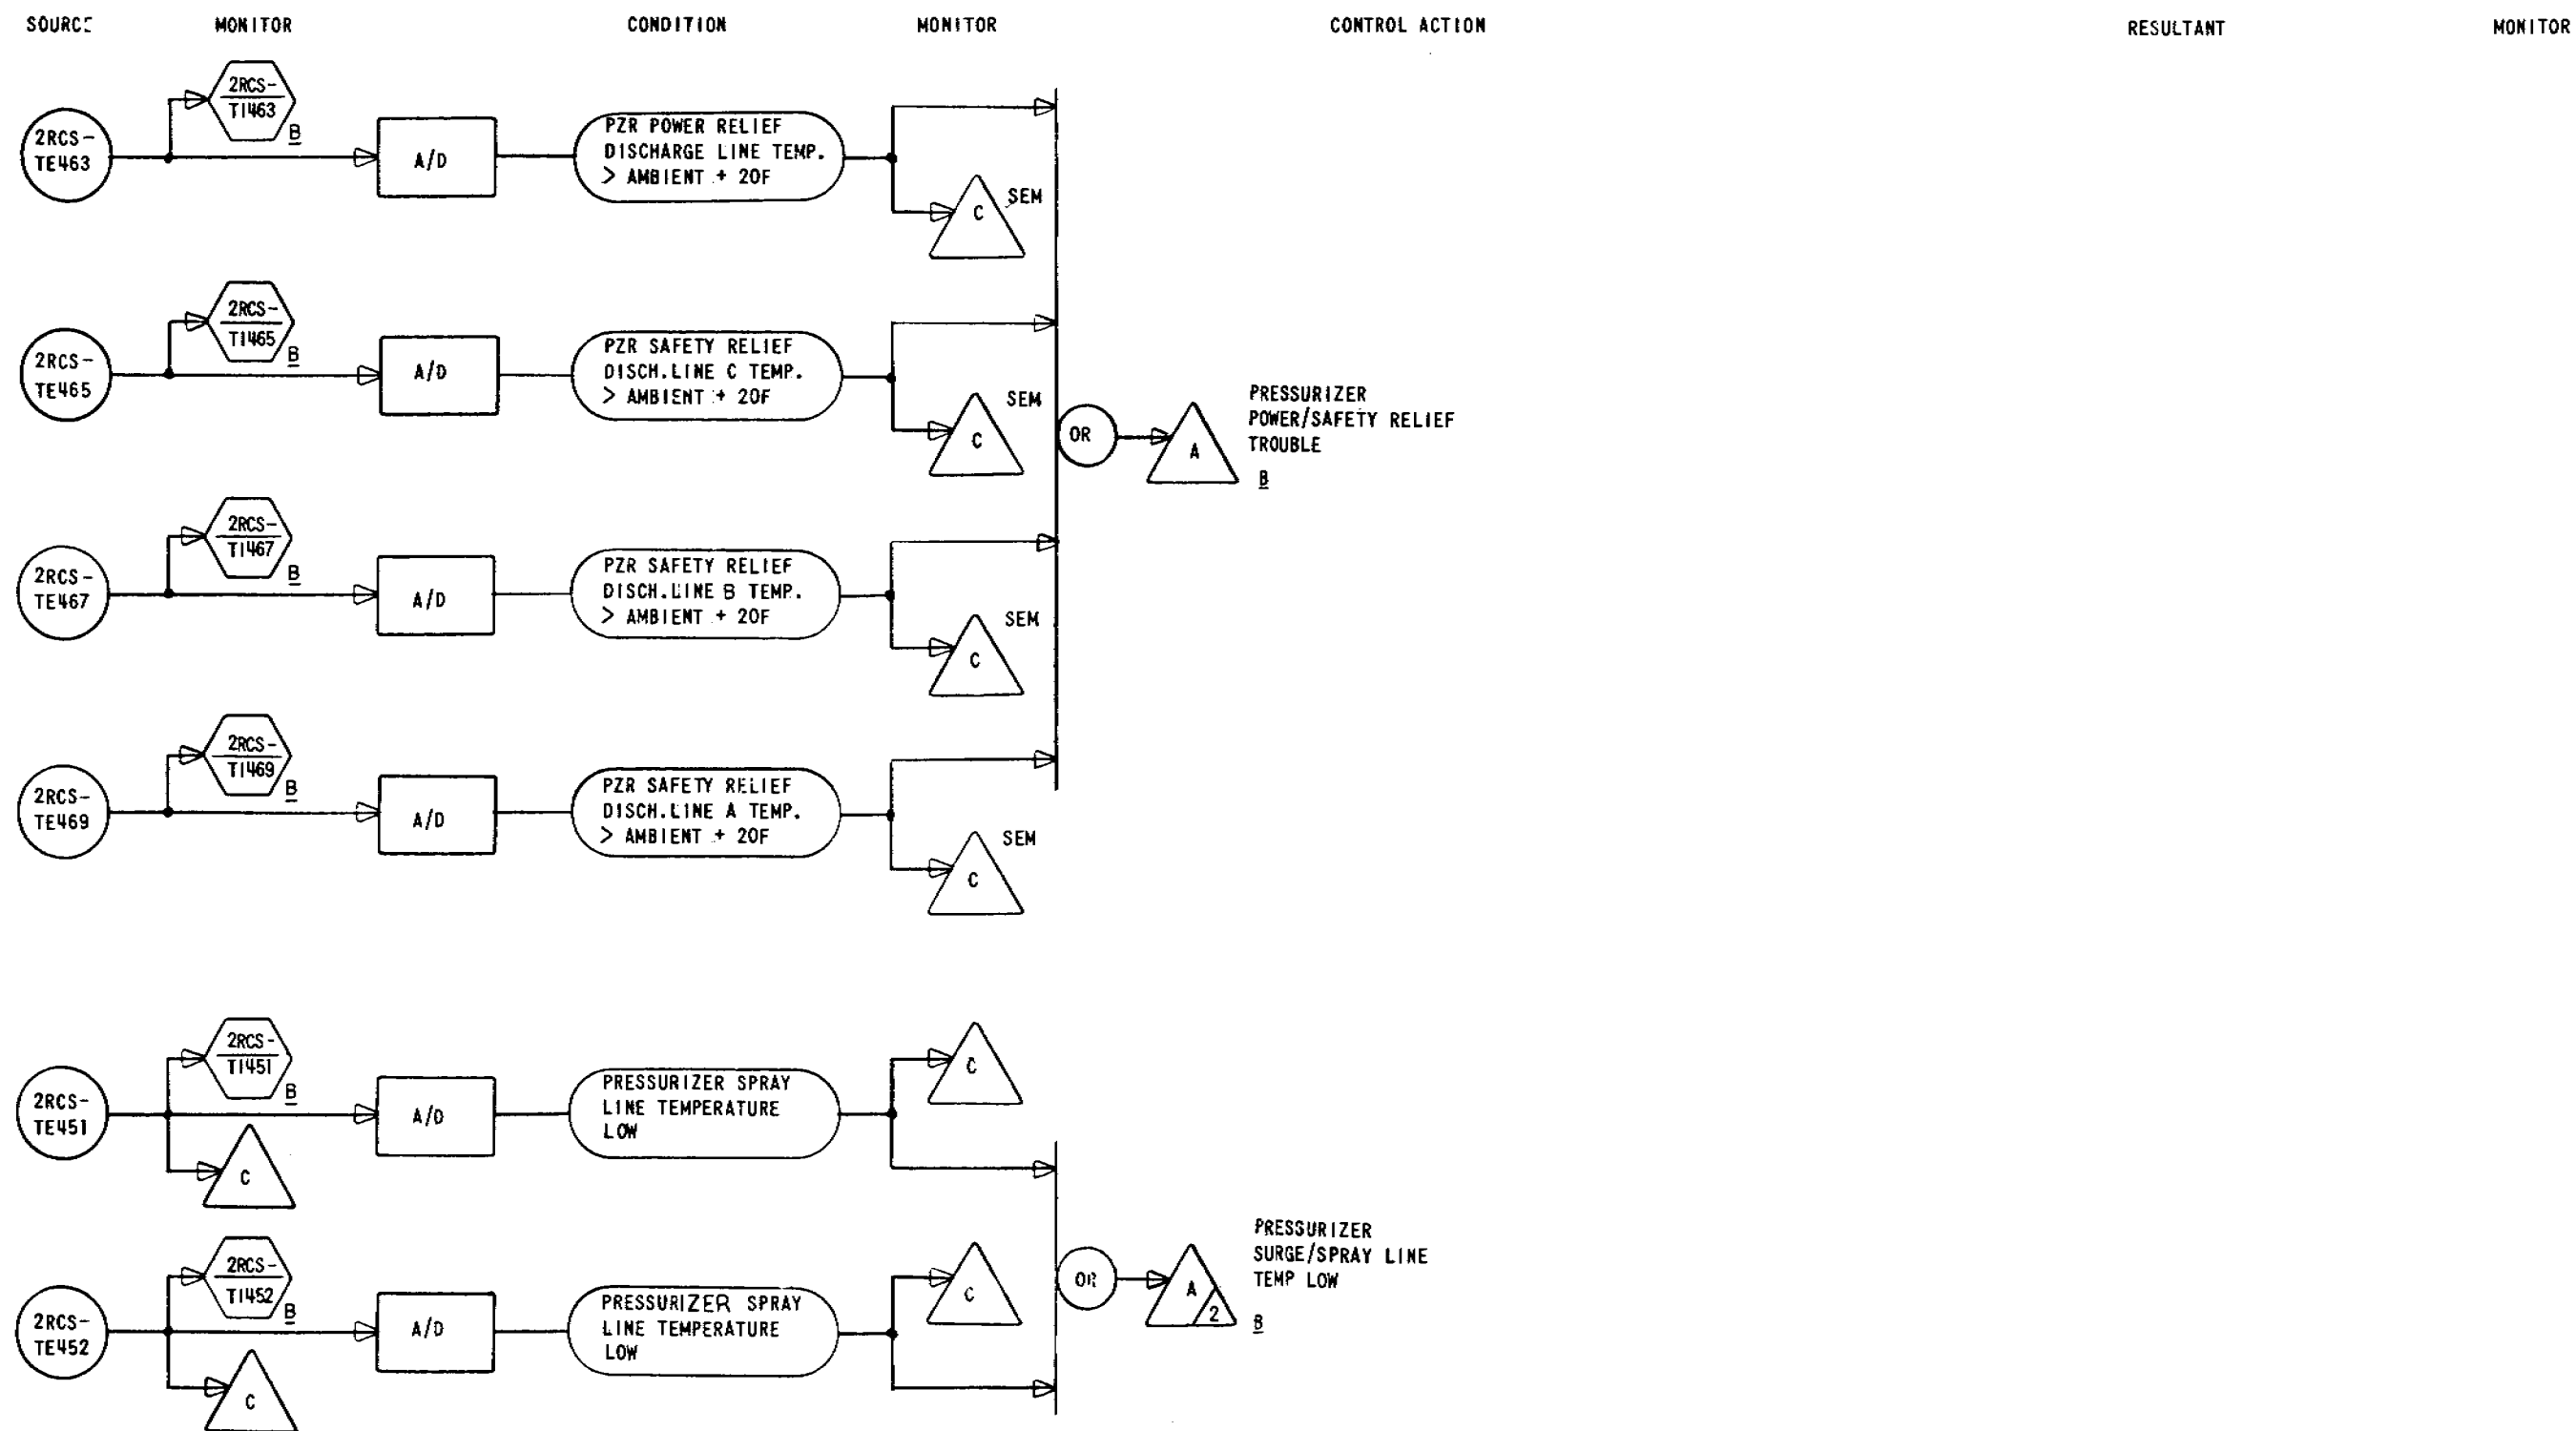 SOURCE MONITOR CONDITION MONITOR CONTROL ACTION RESULTANT MONITOR
2RCS-
TI463
B
2RCS-
TE463
A/D
PZR POWER RELIEF
DISCHARGE LINE TEMP.
> AMBIENT + 20F
C
SEM
2RCS-
TI465
B
2RCS-
TE465
A/D
PZR SAFETY RELIEF
DISCH.LINE C TEMP.
> AMBIENT + 20F
C
SEM
OR
A
PRESSURIZER
POWER/SAFETY RELIEF
TROUBLE
B
2RCS-
TI467
B
2RCS-
TE467
A/D
PZR SAFETY RELIEF
DISCH.LINE B TEMP.
> AMBIENT + 20F
C
SEM
2RCS-
TI469
B
2RCS-
TE469
A/D
PZR SAFETY RELIEF
DISCH.LINE A TEMP.
> AMBIENT + 20F
C
SEM
2RCS-
TI451
B
2RCS-
TE451
C
A/D
PRESSURIZER SPRAY
LINE TEMPERATURE
LOW
C
2RCS-
TI452
B
2RCS-
TE452
C
A/D
PRESSURIZER SPRAY
LINE TEMPERATURE
LOW
C
OR
A
2
PRESSURIZER
SURGE/SPRAY LINE
TEMP LOW
B